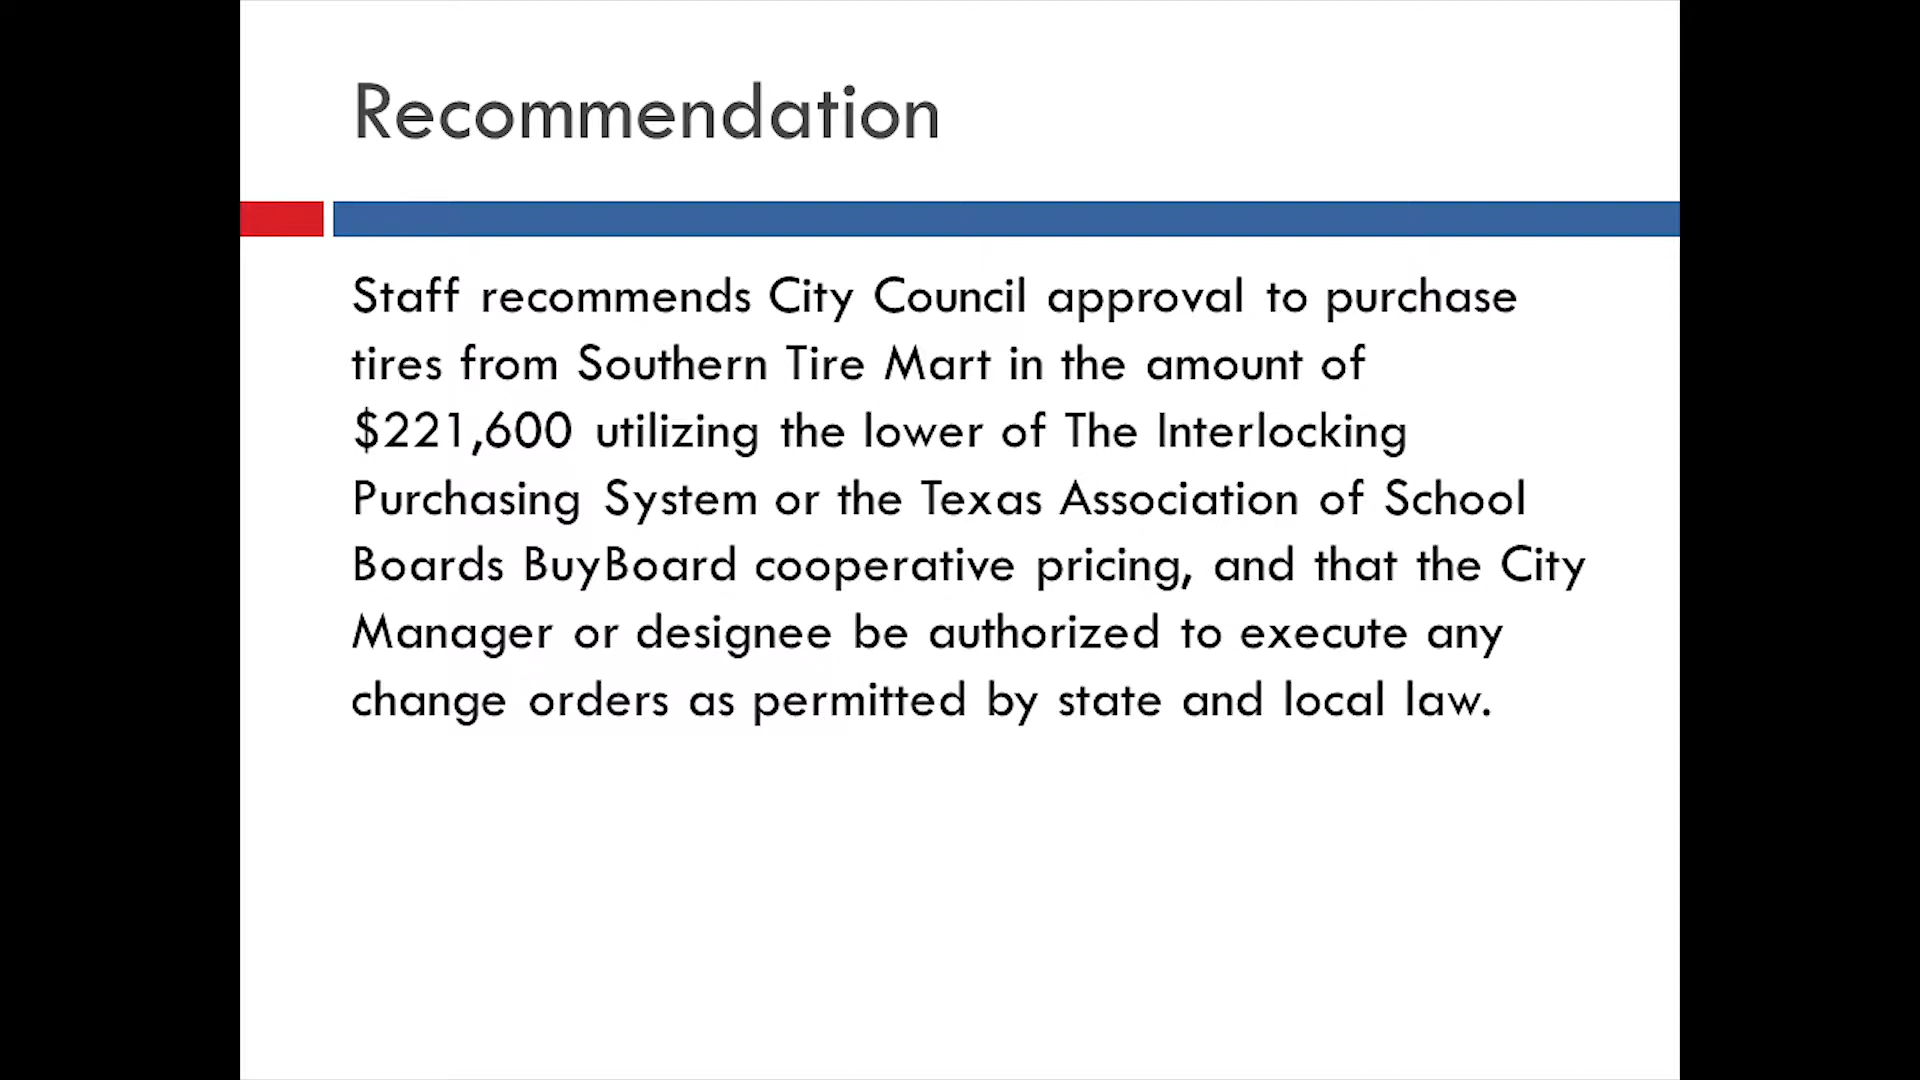 Recommendation
Staff recommends City Council approval to purchase
tires from Southern Tire Mart in the amount of
$221,600 utilizing the lower of The Interlocking
Purchasing System or the Texas Association of School
Boards BuyBoard cooperative pricing, and that the City
Manager or designee be authorized to execute any
change orders as permitted by state and local law.